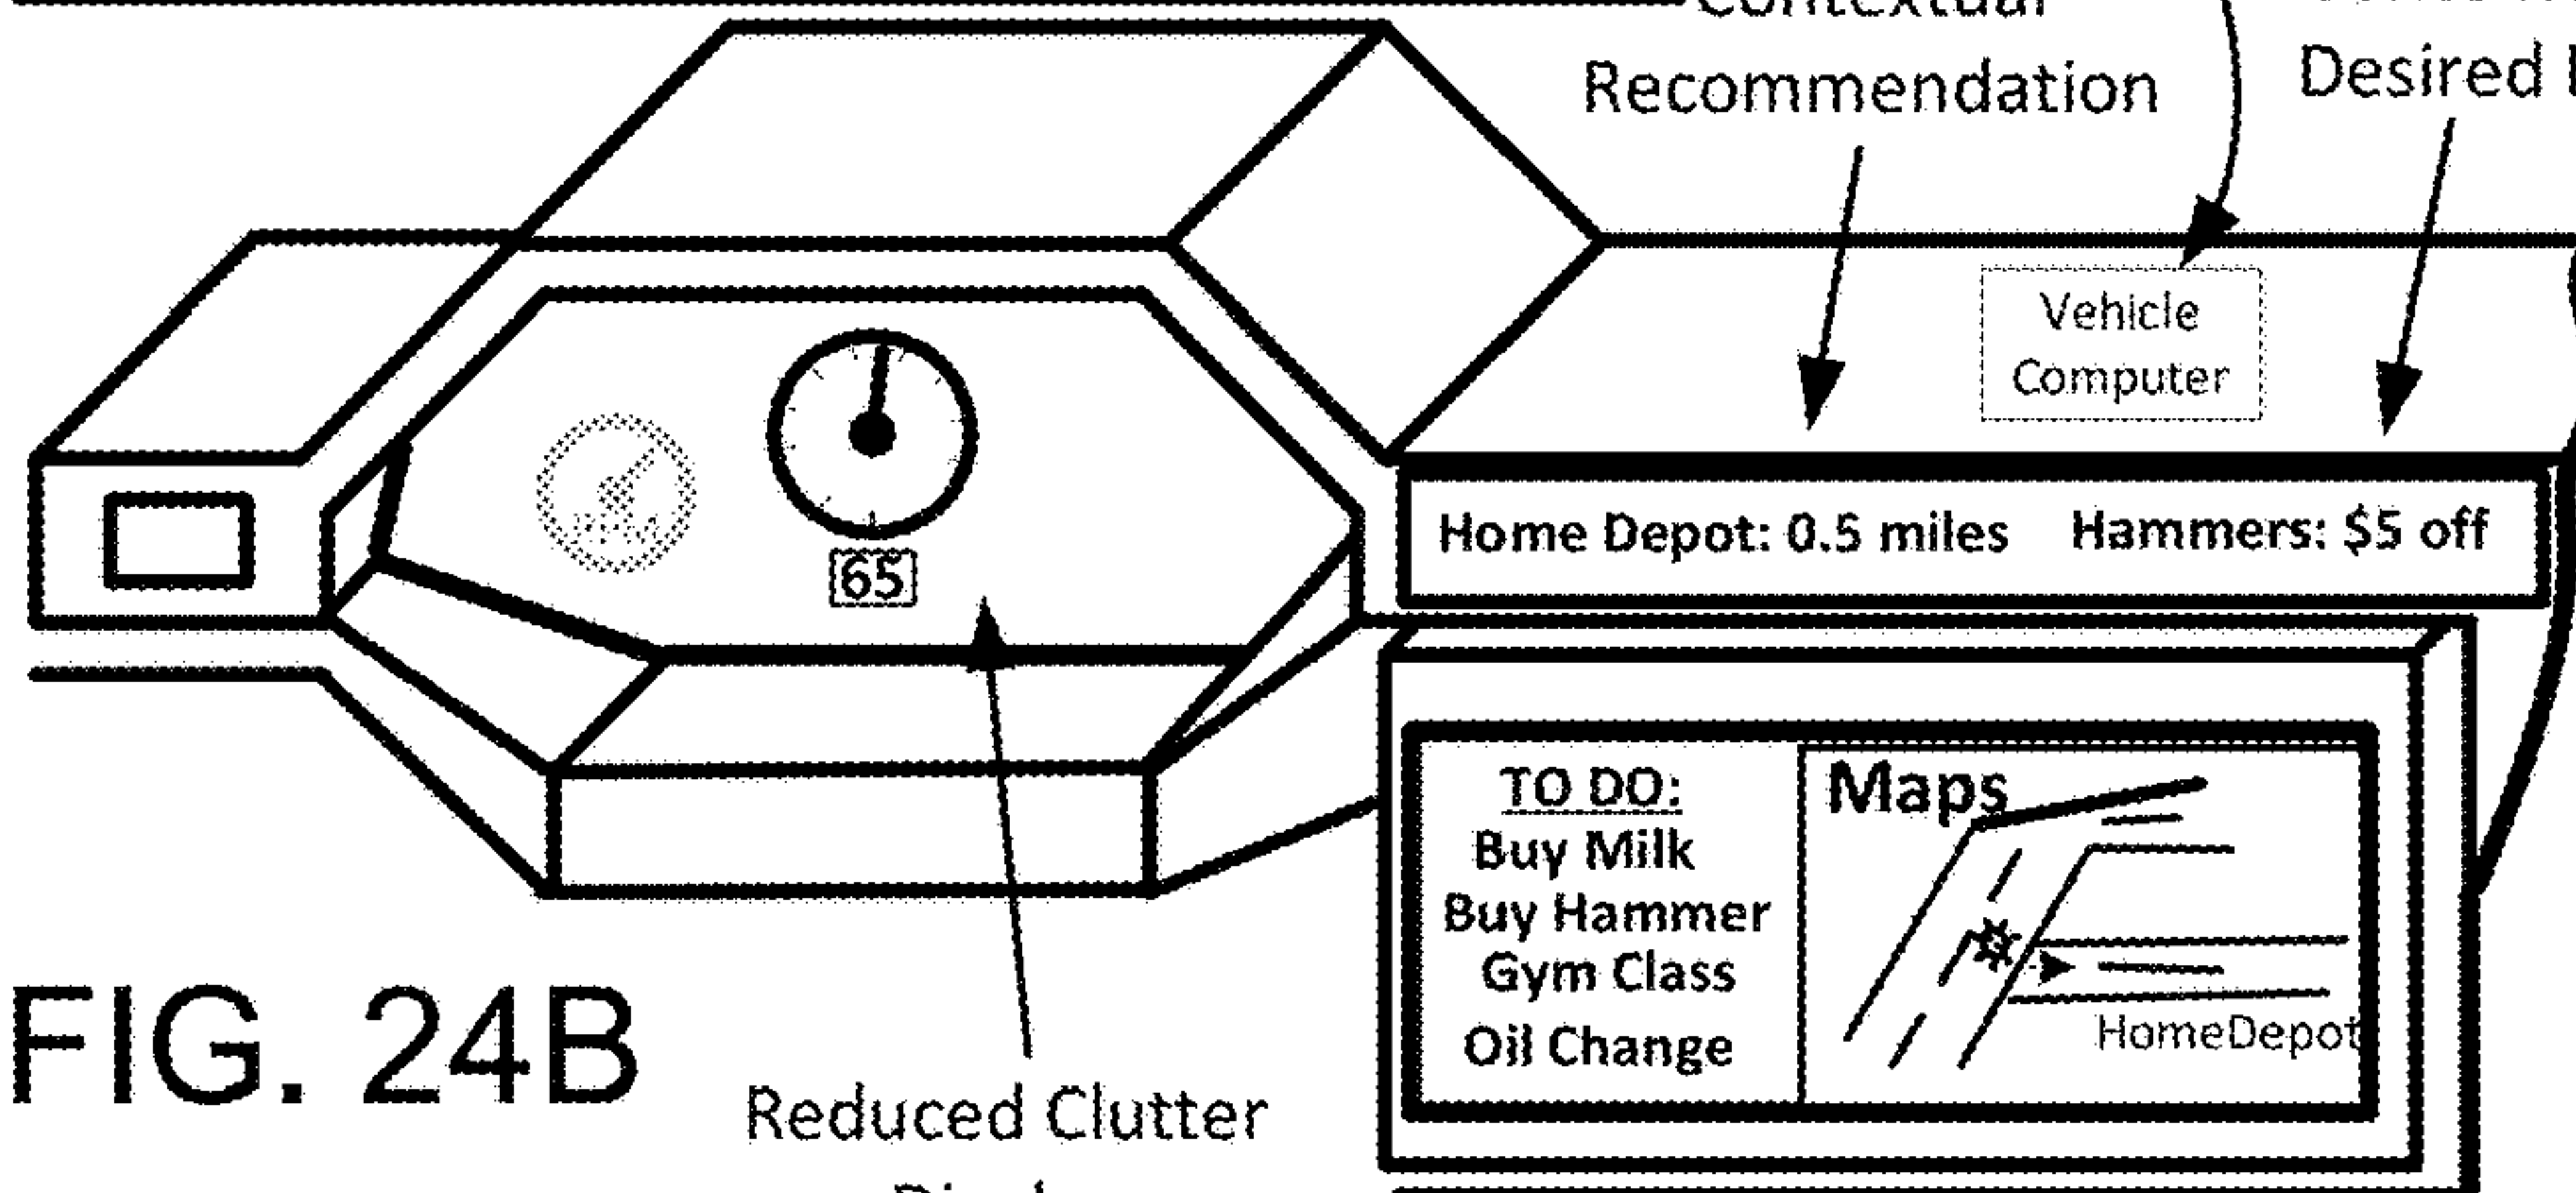 Contextual
Recommendation
Desired
Vehicle
Computer
65
Home Depot: 0.5 miles Hammers: $5 off
TO DO:
Buy Milk
Buy Hammer
Gym Class
Oil Change
Maps
HomeDepot
FIG. 24B
Reduced Clutter